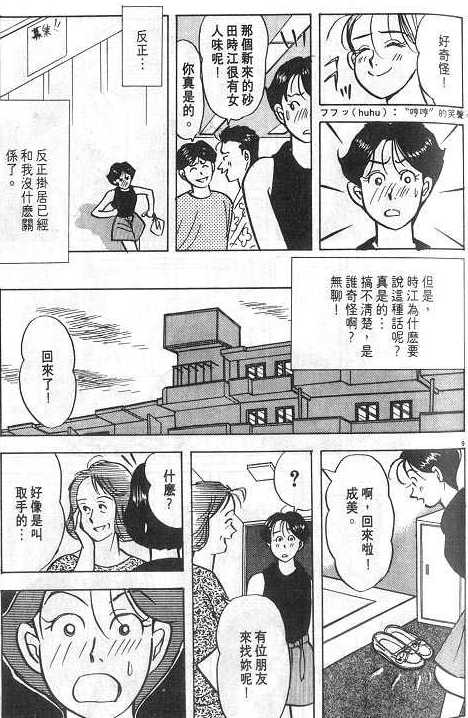 好奇怪！
フフッ(huhu)："哼哼"的笑聲。
那個新來的砂
田時江很有女
人味呢！
你真是的。
反正…
募集!!
反正掛居已經
和我沒什麼關
係了。
但是，
時江為什麼要
說這種話呢？
真是的…
搞不清楚，是
誰奇怪啊？
無聊！
回來了！
9
啊，回來啦！
成美。
？
有位朋友
來找妳呢！
什麼？
好像是叫
取手的…